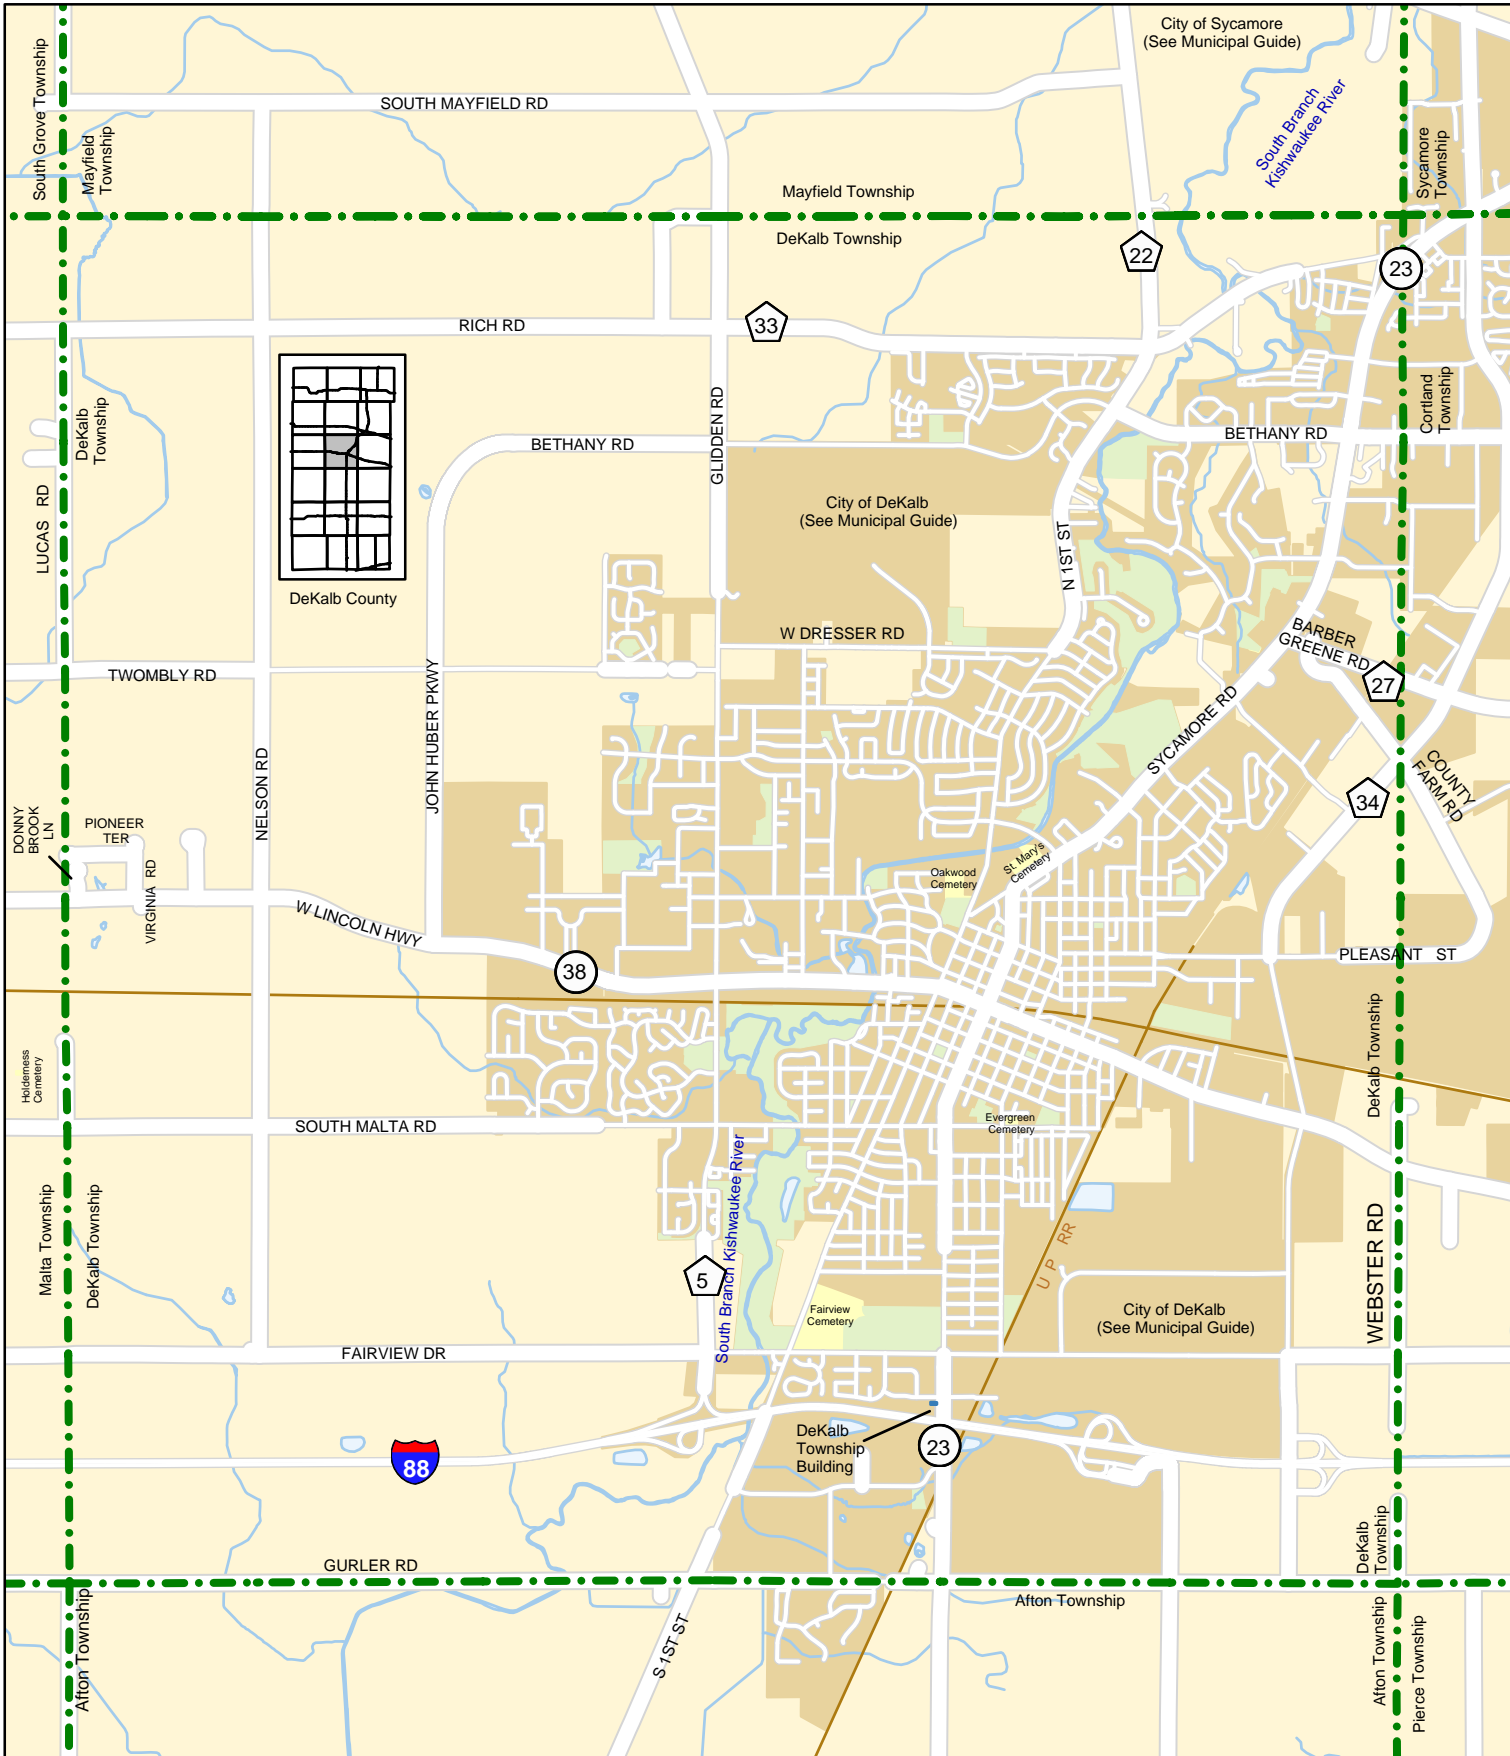 City of Sycamore
(See Municipal Guide)
South Grove Township
Mayfield
Township
SOUTH MAYFIELD RD
South Branch
Kishwaukee River
Sycamore
Township
Mayfield Township
DeKalb Township
22
23
RICH RD
33
DeKalb
Township
LUCAS RD
DeKalb County
BETHANY RD
GLIDDEN RD
BETHANY RD
Cortland
Township
City of DeKalb
(See Municipal Guide)
N 1ST ST
W DRESSER RD
BARBER
GREENE RD
27
TWOMBLY RD
JOHN HUBER PKWY
NELSON RD
SYCAMORE RD
COUNTY
FARM RD
34
DONNY
BROOK
LN
PIONEER
TER
VIRGINIA RD
St. Mary's
Cemetery
Oakwood
Cemetery
W LINCOLN HWY
38
PLEASANT ST
DeKalb Township
Holderness
Cemetery
SOUTH MALTA RD
Evergreen
Cemetery
Malta Township
DeKalb Township
South Branch Kishwaukee River
5
U P RR
WEBSTER RD
Fairview
Cemetery
City of DeKalb
(See Municipal Guide)
FAIRVIEW DR
DeKalb
Township
Building
23
88
DeKalb
Township
GURLER RD
Afton Township
Afton Township
S 1ST ST
Afton Township
Pierce Township